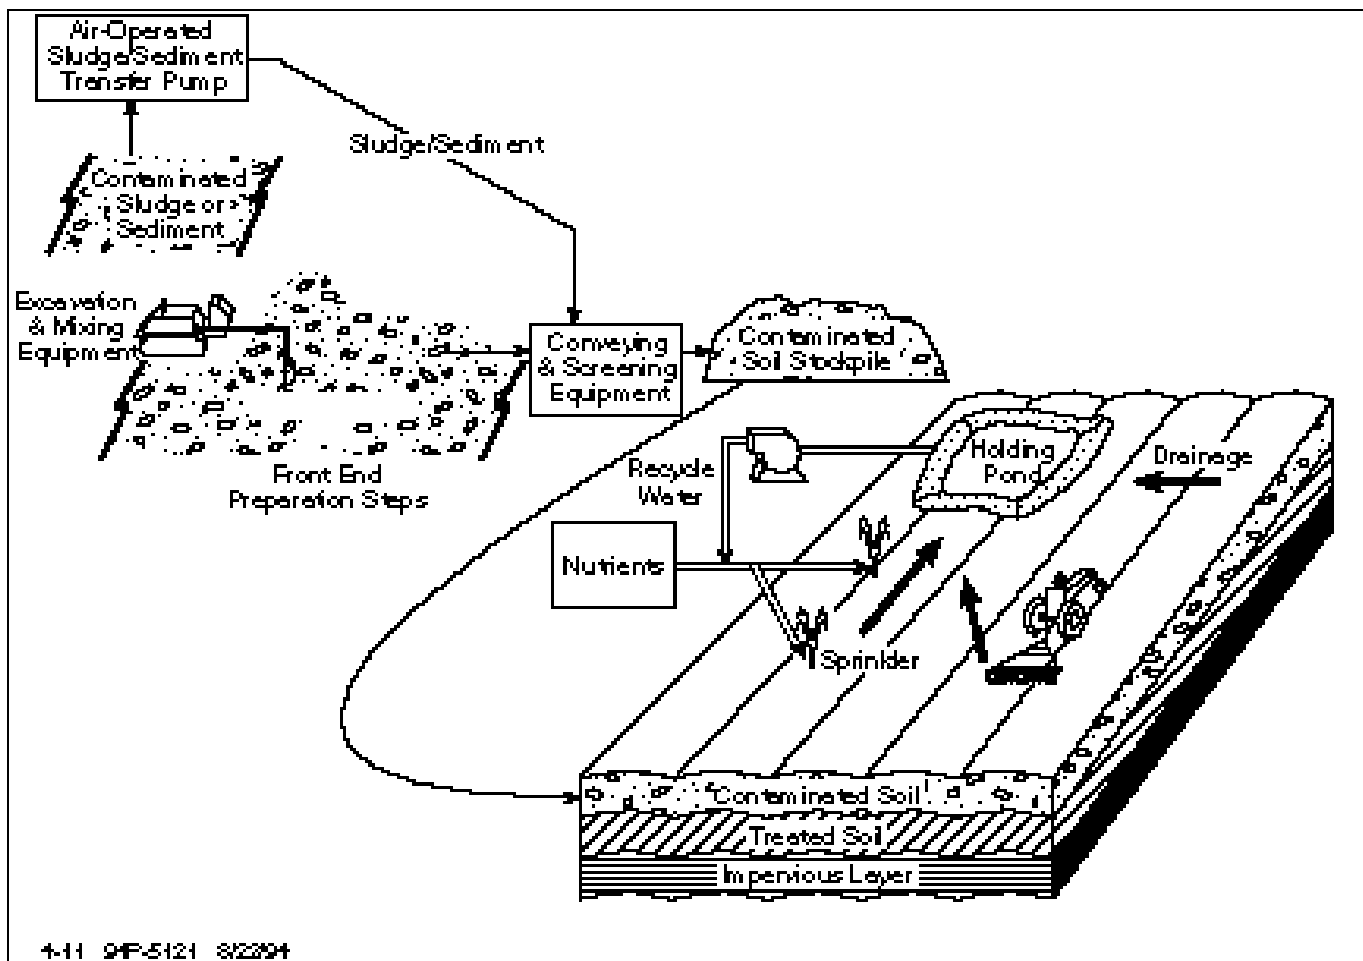 Air-Operated
Sludge/Sediment
Transfer Pump
Sludge/Sediment
Contaminated
Sludge or
Sediment
Excavation
& Mixing
Equipment
Conveying
& Screening
Equipment
Contaminated
Soil Stockpile
Front End
Preparation Steps
Recycle
Water
Holding
Pond
Drainage
Nutrients
Sprinkler
Contaminated Soil
Treated Soil
Impervious Layer
4-11 94P-5121 8/22/94